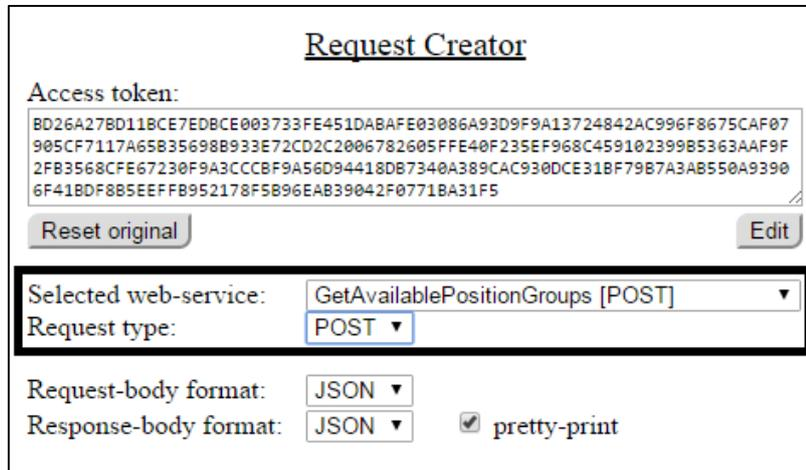 Request Creator
Access token:
BD26A27BD11BCE7EDBCE003733FE451DABAFE03086A93D9F9A13724842AC996F8675CAF07
905CF7117A65B35698B933E72CD2C2006782605FFE40F235EF968C459102399B5363AAF9F
2FB3568CFE67230F9A3CCCBF9A56D94418DB7340A389CAC930DCE31BF79B7A3AB550A9390
6F41BDF8B5EEFFB952178F5B96EAB39042F0771BA31F5
Reset original Edit
Selected web-service: GetAvailablePositionGroups [POST]
Request type: POST
Request-body format: JSON
Response-body format: JSON pretty-print